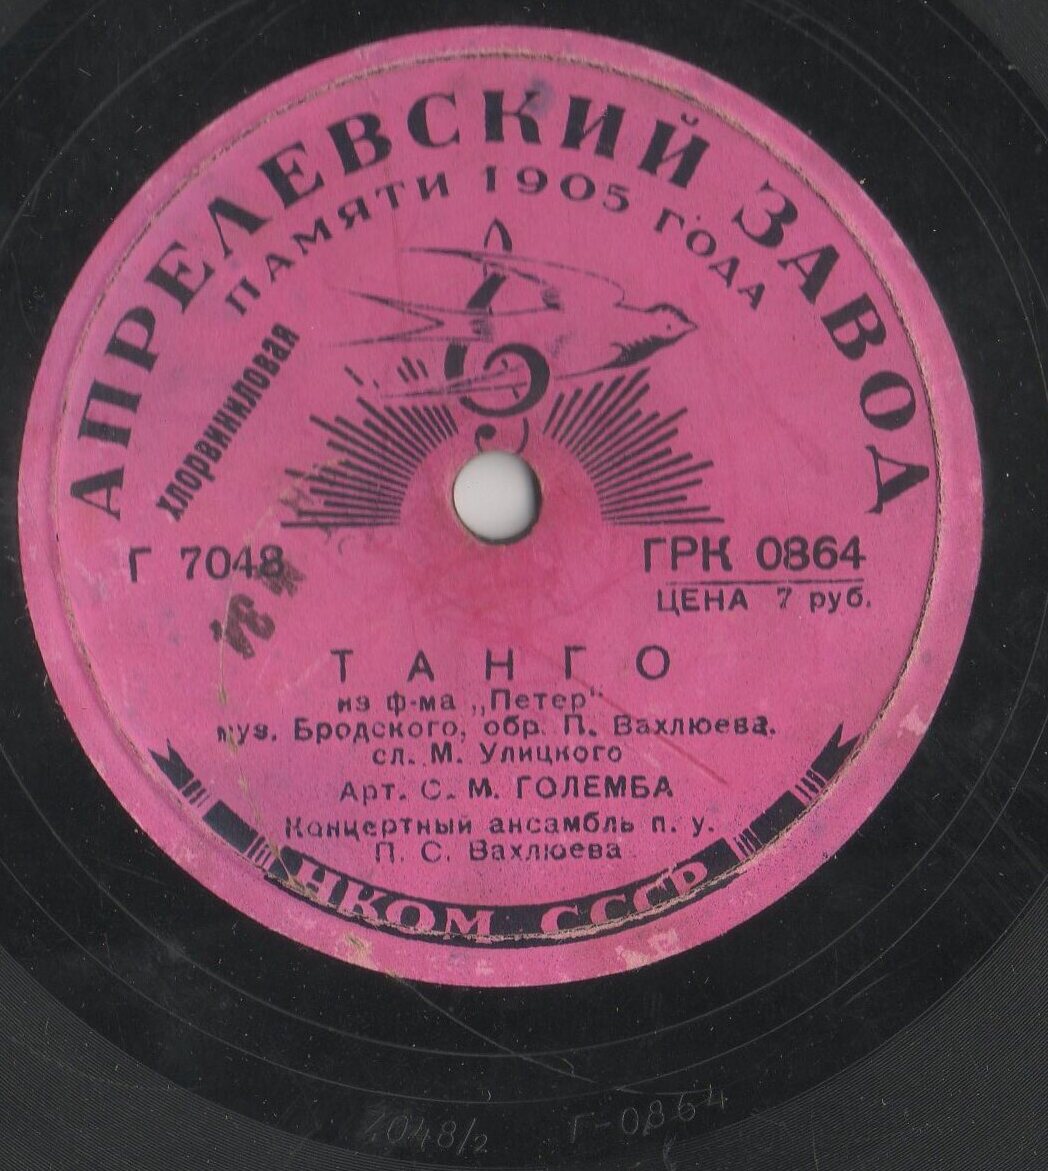 АПРЕЛЕВСКИЙ ЗАВОД
ПАМЯТИ 1905 ГОДА
хлорвиниловая
Г 7048
ГРК 0864
ЦЕНА 7 руб.
ТАНГО
из ф-ма „Петер"
муз. Бродского, обр. П. Вахлюева.
сл. М. Улицкого
Арт. С. М. ГОЛЕМБА
Концертный ансамбль п. у.
П. С. Вахлюева
НКОМ СССР
7048/2 Г-0864